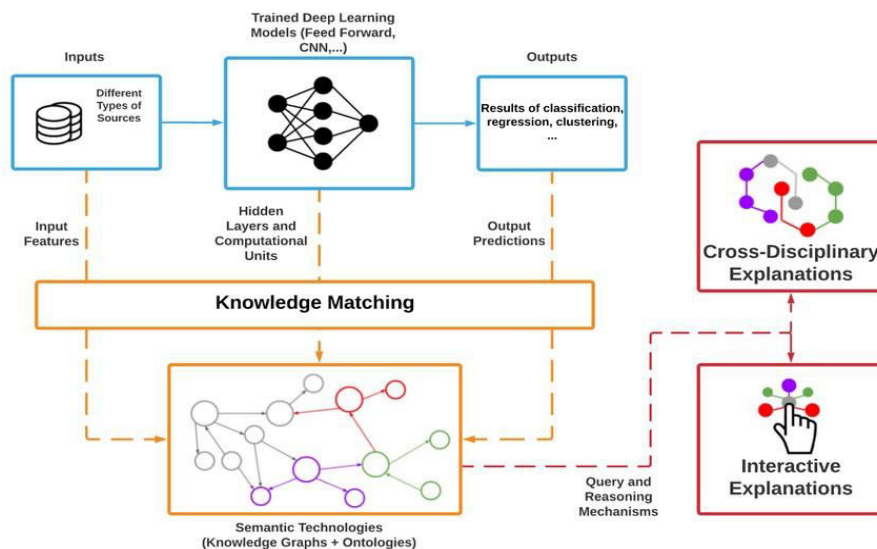 Inputs
Trained Deep Learning
Models (Feed Forward,
CNN,...)
Outputs
Different
Types of
Sources
Results of classification,
regression, clustering,
...
Input
Features
Hidden
Layers and
Computational
Units
Output
Predictions
Knowledge Matching
Cross-Disciplinary
Explanations
Interactive
Explanations
Query and
Reasoning
Mechanisms
Semantic Technologies
(Knowledge Graphs + Ontologies)